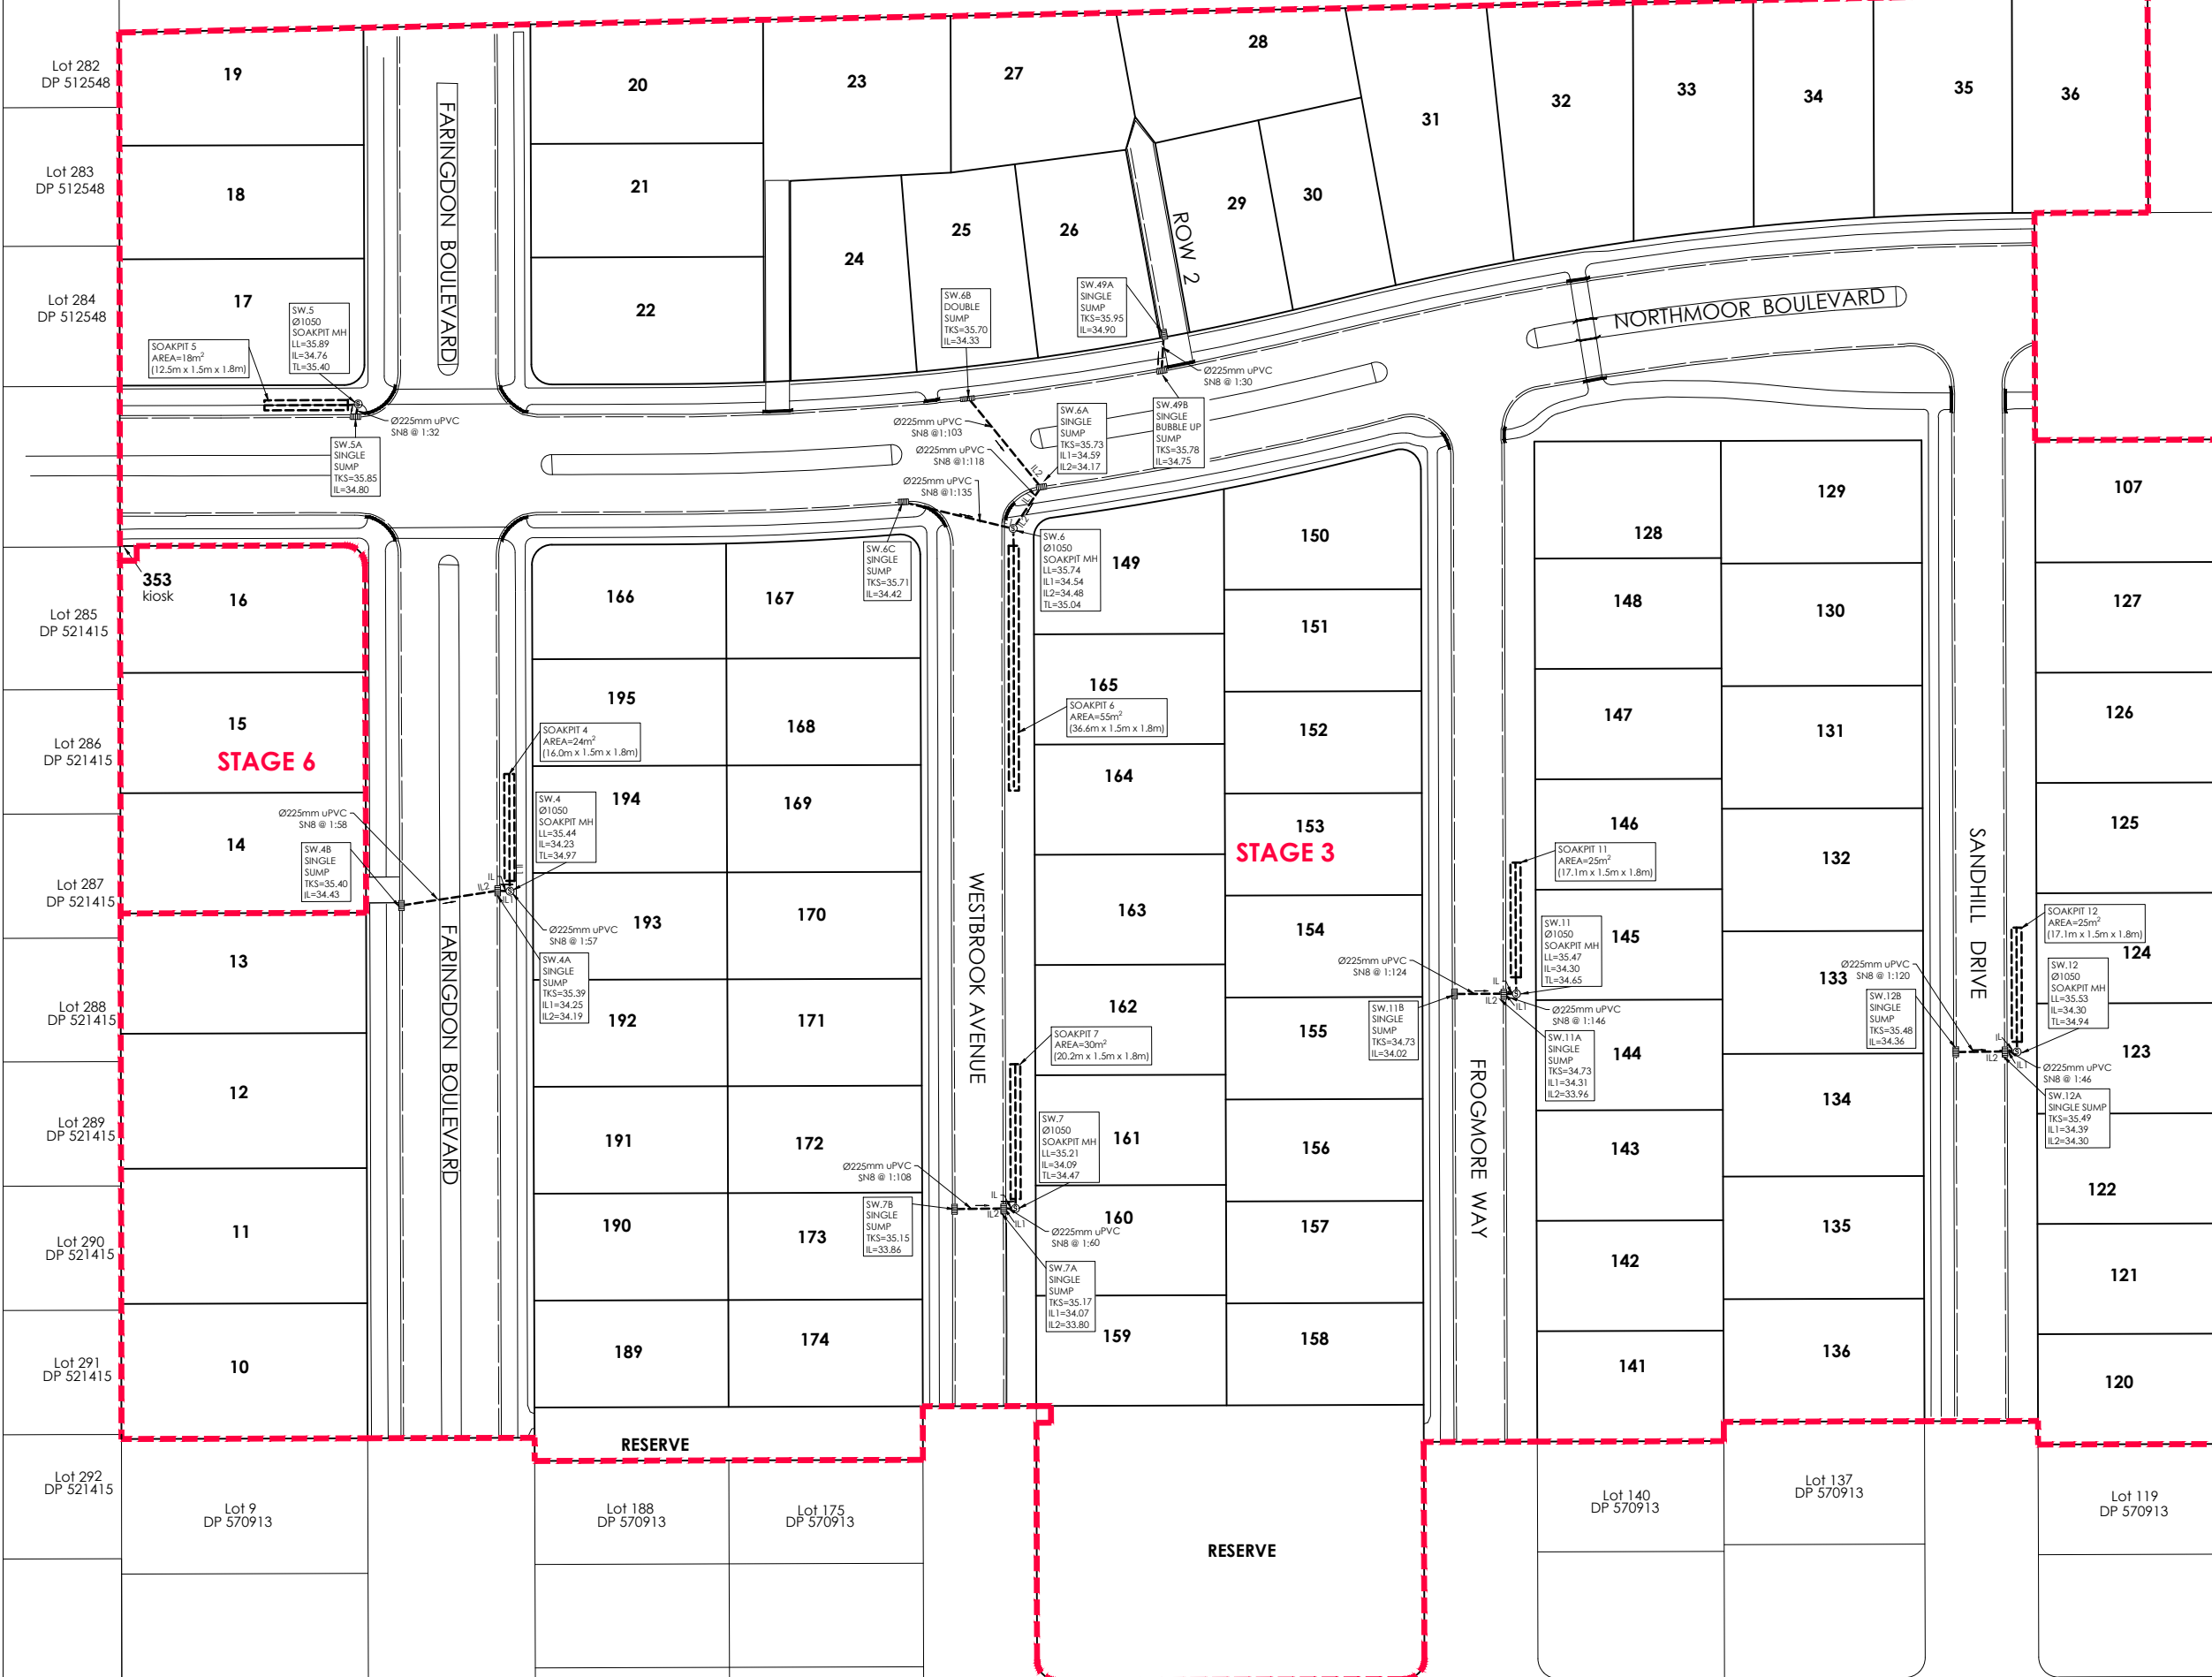 Lot 282
DP 512548
Lot 283
DP 512548
Lot 284
DP 512548
Lot 285
DP 521415
Lot 286
DP 521415
Lot 287
DP 521415
Lot 288
DP 521415
Lot 289
DP 521415
Lot 290
DP 521415
Lot 291
DP 521415
Lot 292
DP 521415
19
18
17
SOAKPIT 5
AREA=18m²
(12.5m x 1.5m x 1.8m)
SW.5
Ø1050
SOAKPIT MH
LL=35.89
IL=34.76
TL=35.40
SW.5A
SINGLE
SUMP
TKS=35.85
IL=34.80
Ø225mm uPVC
SN8 @ 1:32
FARINGDON BOULEVARD
20
21
22
23
24
25
26
27
28
29
30
31
32
33
34
35
36
ROW 2
NORTHMOOR BOULEVARD
SW.6B
DOUBLE
SUMP
TKS=35.70
IL=34.33
SW.49A
SINGLE
SUMP
TKS=35.95
IL=34.90
Ø225mm uPVC
SN8 @ 1:30
SW.49B
SINGLE
BUBBLE UP
SUMP
TKS=35.78
IL=34.75
SW.6A
SINGLE
SUMP
TKS=35.73
IL1=34.59
IL2=34.17
Ø225mm uPVC
SN8 @1:103
Ø225mm uPVC
SN8 @1:118
Ø225mm uPVC
SN8 @1:135
IL2
IL1
IL2
SW.6C
SINGLE
SUMP
TKS=35.71
IL=34.42
SW.6
Ø1050
SOAKPIT MH
LL=35.74
IL1=34.54
IL2=34.48
TL=35.04
353
kiosk
16
15
STAGE 6
14
13
12
11
10
Ø225mm uPVC
SN8 @ 1:58
SW.4B
SINGLE
SUMP
TKS=35.40
IL=34.43
FARINGDON BOULEVARD
SOAKPIT 4
AREA=24m²
(16.0m x 1.5m x 1.8m)
SW.4
Ø1050
SOAKPIT MH
LL=35.44
IL=34.23
TL=34.97
IL
IL2
IL1
Ø225mm uPVC
SN8 @ 1:57
SW.4A
SINGLE
SUMP
TKS=35.39
IL1=34.25
IL2=34.19
166
167
195
168
194
169
193
170
192
171
191
172
190
173
189
174
RESERVE
Ø225mm uPVC
SN8 @ 1:108
SW.7B
SINGLE
SUMP
TKS=35.15
IL=33.86
WESTBROOK AVENUE
SOAKPIT 6
AREA=55m²
(36.6m x 1.5m x 1.8m)
SOAKPIT 7
AREA=30m²
(20.2m x 1.5m x 1.8m)
SW.7
Ø1050
SOAKPIT MH
LL=35.21
IL=34.09
TL=34.47
IL
IL2
IL1
Ø225mm uPVC
SN8 @ 1:60
SW.7A
SINGLE
SUMP
TKS=35.17
IL1=34.07
IL2=33.80
149
150
165
151
164
152
153
STAGE 3
163
154
162
155
161
156
160
157
159
158
RESERVE
Ø225mm uPVC
SN8 @ 1:124
SW.11B
SINGLE
SUMP
TKS=34.73
IL=34.02
FROGMORE WAY
SOAKPIT 11
AREA=25m²
(17.1m x 1.5m x 1.8m)
SW.11
Ø1050
SOAKPIT MH
LL=35.47
IL=34.30
TL=34.65
IL
IL2
IL1
Ø225mm uPVC
SN8 @ 1:146
SW.11A
SINGLE
SUMP
TKS=34.73
IL1=34.31
IL2=33.96
128
129
148
130
147
131
146
132
145
133
144
134
143
135
142
136
141
Ø225mm uPVC
SN8 @ 1:120
SW.12B
SINGLE
SUMP
TKS=35.48
IL=34.36
SANDHILL DRIVE
SOAKPIT 12
AREA=25m²
(17.1m x 1.5m x 1.8m)
SW.12
Ø1050
SOAKPIT MH
LL=35.53
IL=34.30
TL=34.94
IL
IL2
IL1
Ø225mm uPVC
SN8 @ 1:46
SW.12A
SINGLE SUMP
TKS=35.49
IL1=34.39
IL2=34.30
107
127
126
125
124
123
122
121
120
Lot 9
DP 570913
Lot 188
DP 570913
Lot 175
DP 570913
Lot 140
DP 570913
Lot 137
DP 570913
Lot 119
DP 570913